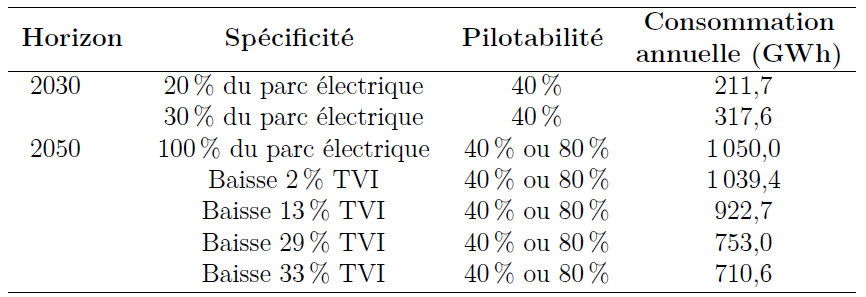 Horizon Spécificité Pilotabilité Consommation annuelle (GWh)
2030 20 % du parc électrique 40 % 211,7
30 % du parc électrique 40 % 317,6
2050 100 % du parc électrique 40 % ou 80 % 1 050,0
Baisse 2 % TVI 40 % ou 80 % 1 039,4
Baisse 13 % TVI 40 % ou 80 % 922,7
Baisse 29 % TVI 40 % ou 80 % 753,0
Baisse 33 % TVI 40 % ou 80 % 710,6